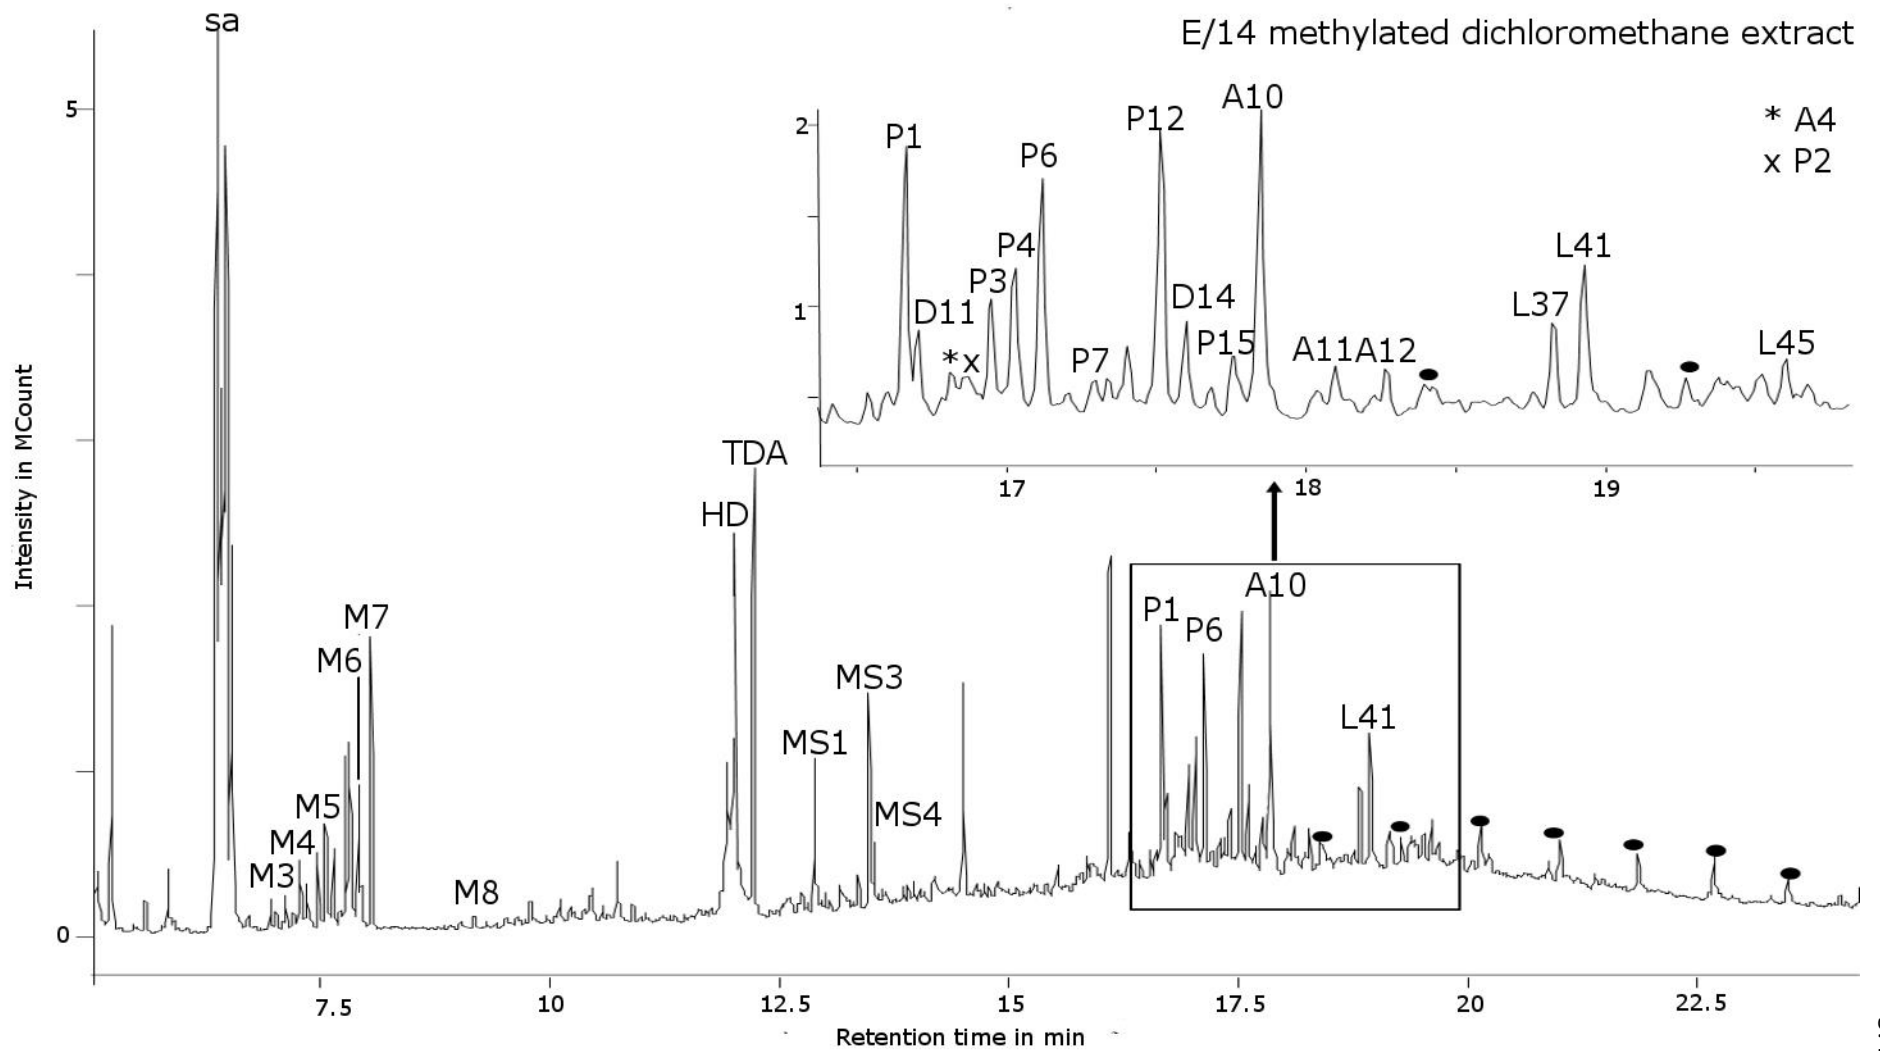 sa
E/14 methylated dichloromethane extract
5
* A4
x P2
2
1
P1
D11
*x
P3
P4
P6
P7
P12
D14
P15
A10
A11
A12
L37
L41
L45
17
18
19
Intensity in MCount
0
M3
M4
M5
M6
M7
M8
HD
TDA
MS1
MS3
MS4
P1
P6
A10
L41
7.5
10
12.5
15
17.5
20
22.5
Retention time in min